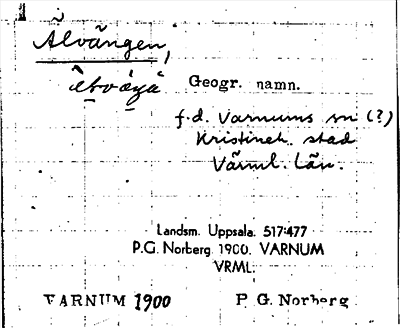 Älvängen,
Geogr. namn.
f.d. Varnums sn (?)
Kristineh. stad
Värml. län.
Landsm. Uppsala. 517:477
P.G. Norberg. 1900. VARNUM
VRML.
VARNUM 1900 P. G. Norberg